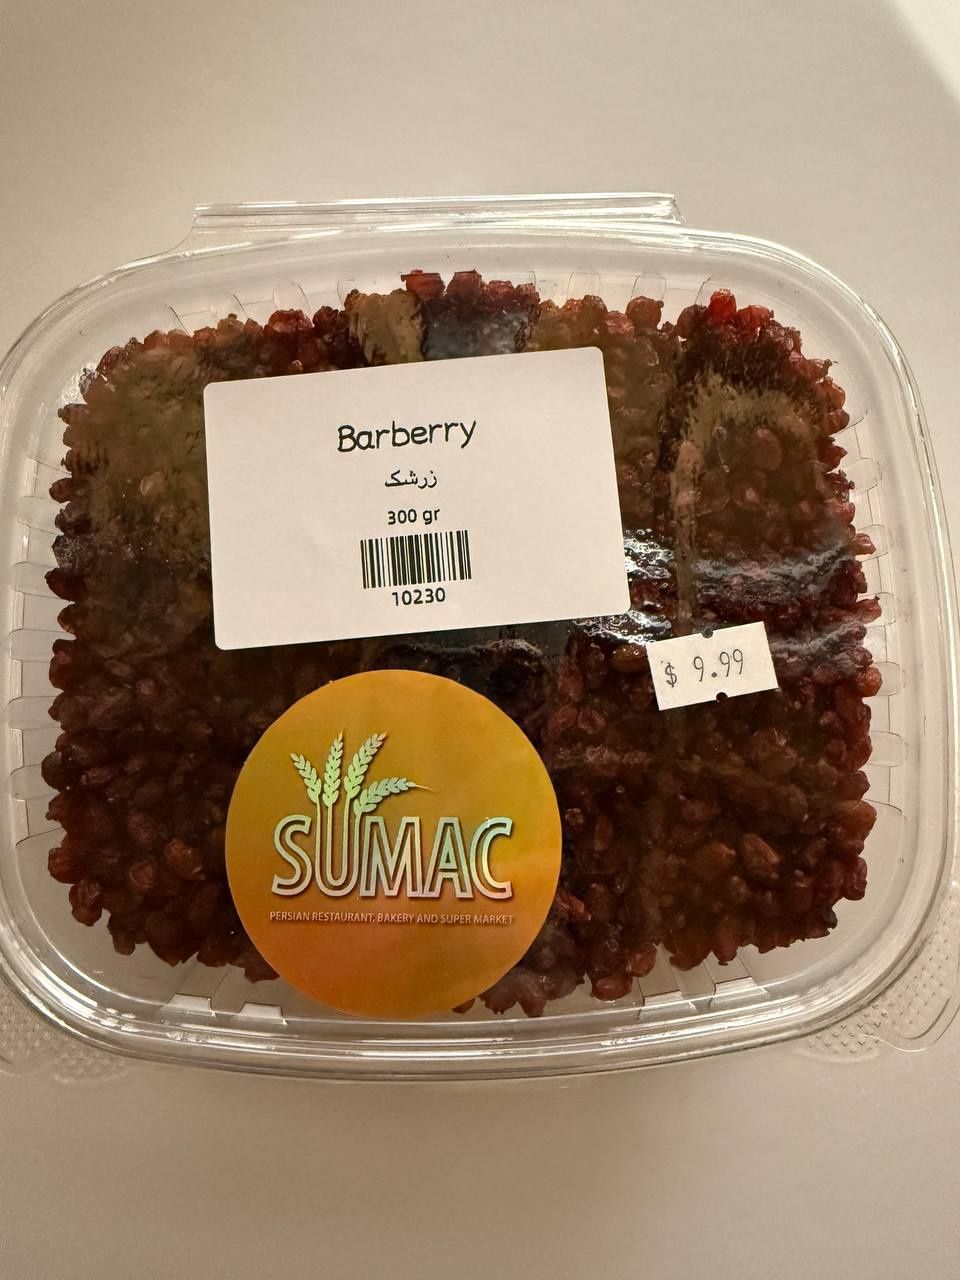 Barberry
زرشک
300 gr
10230
$ 9.99
SUMAC
PERSIAN RESTAURANT, BAKERY AND SUPER MARKET